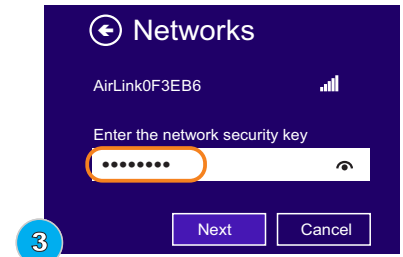 Networks
AirLink0F3EB6
Enter the network security key
••••••••
Next Cancel
3